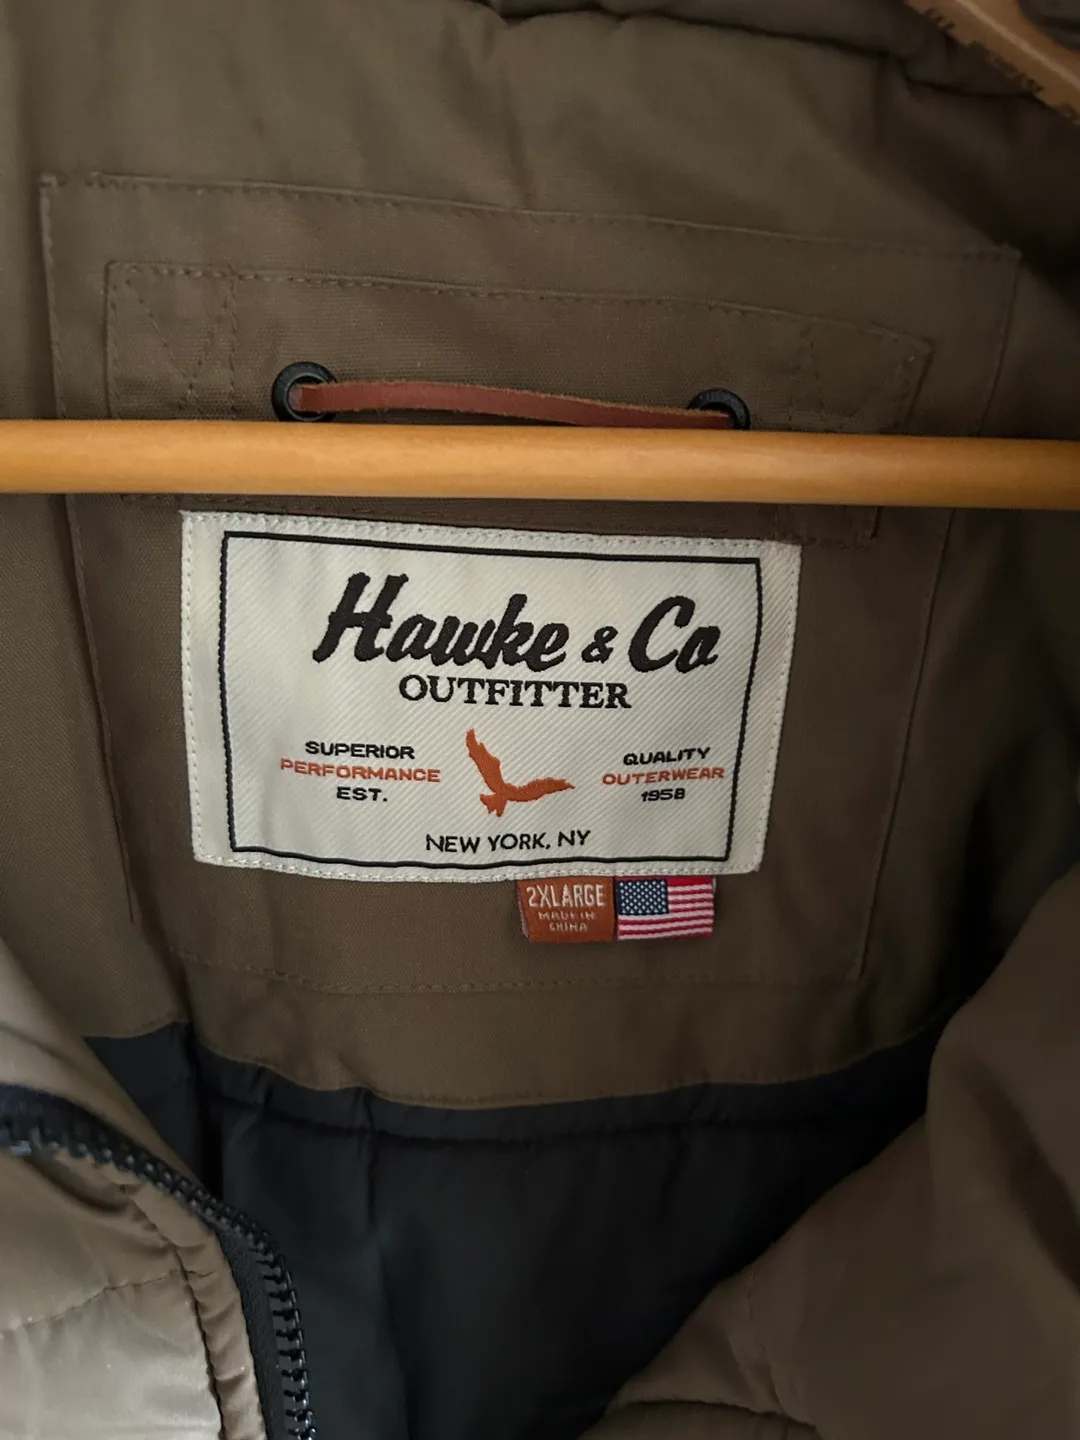 Hawke & Co
OUTFITTER
SUPERIOR
PERFORMANCE
EST.
QUALITY
OUTERWEAR
1958
NEW YORK, NY
2XLARGE
MADE IN
CHINA